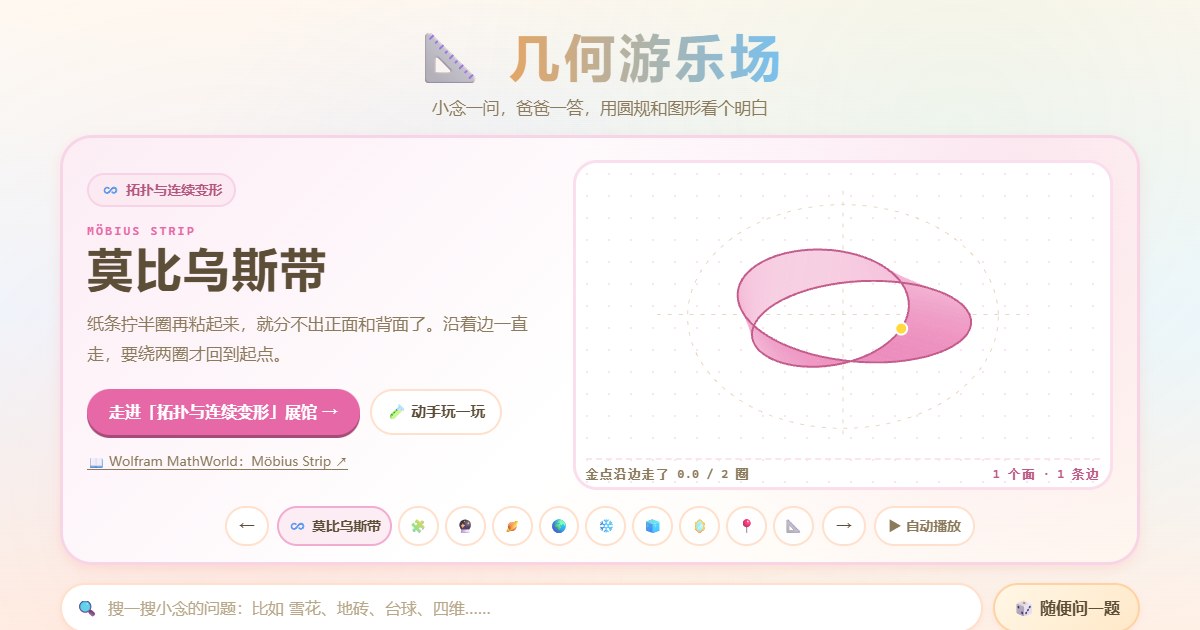 几何游乐场
小念一问，爸爸一答，用圆规和图形看个明白
拓扑与连续变形
MÖBIUS STRIP
莫比乌斯带
纸条拧半圈再粘起来，就分不出正面和背面了。沿着边一直
走，要绕两圈才回到起点。
走进「拓扑与连续变形」展馆 →
动手玩一玩
Wolfram MathWorld：Möbius Strip ↗
金点沿边走了 0.0 / 2 圈
1 个面 · 1 条边
← 莫比乌斯带 → ▶ 自动播放
搜一搜小念的问题：比如 雪花、地砖、台球、四维……
随便问一题